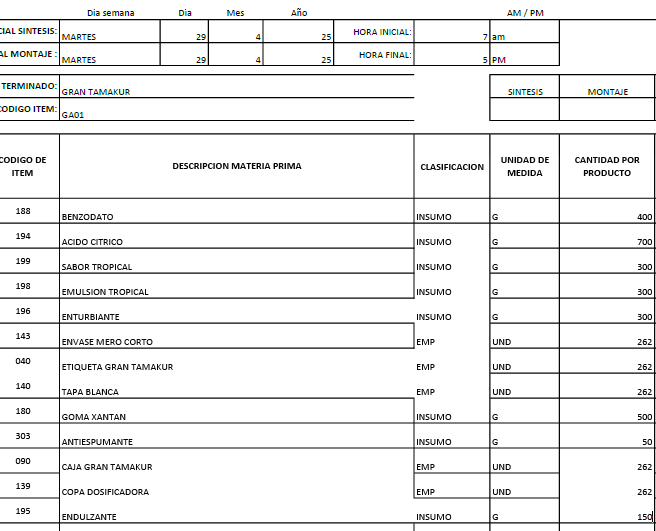 Dia semana Dia Mes Año AM / PM
CIAL SINTESIS: MARTES 29 4 25 HORA INICIAL: 7 am
AL MONTAJE : MARTES 29 4 25 HORA FINAL: 5 PM
TERMINADO: GRAN TAMAKUR SINTESIS MONTAJE
CODIGO ITEM: GA01
CODIGO DE ITEM DESCRIPCION MATERIA PRIMA CLASIFICACION UNIDAD DE MEDIDA CANTIDAD POR PRODUCTO
188 BENZODATO INSUMO G 400
194 ACIDO CITRICO INSUMO G 700
199 SABOR TROPICAL INSUMO G 300
198 EMULSION TROPICAL INSUMO G 300
196 ENTURBIANTE INSUMO G 300
143 ENVASE MERO CORTO EMP UND 262
040 ETIQUETA GRAN TAMAKUR EMP UND 262
140 TAPA BLANCA EMP UND 262
180 GOMA XANTAN INSUMO G 500
303 ANTIESPUMANTE INSUMO G 50
090 CAJA GRAN TAMAKUR EMP UND 262
139 COPA DOSIFICADORA EMP UND 262
195 ENDULZANTE INSUMO G 150